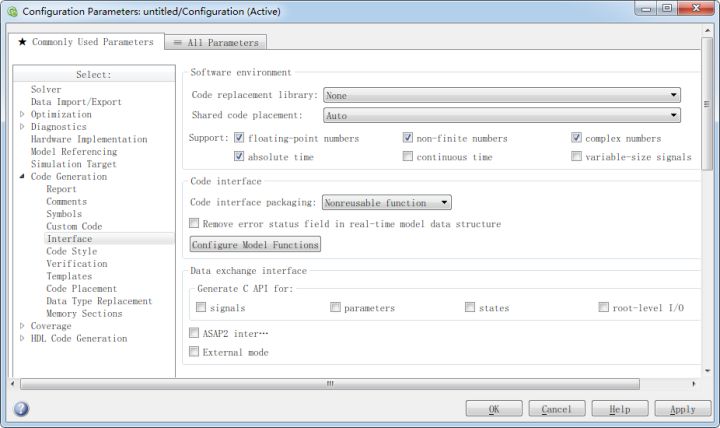 Configuration Parameters: untitled/Configuration (Active)
★ Commonly Used Parameters
≡ All Parameters
Select:
Solver
Data Import/Export
Optimization
Diagnostics
Hardware Implementation
Model Referencing
Simulation Target
Code Generation
Report
Comments
Symbols
Custom Code
Interface
Code Style
Verification
Templates
Code Placement
Data Type Replacement
Memory Sections
Coverage
HDL Code Generation
Software environment
Code replacement library: None
Shared code placement: Auto
Support: floating-point numbers non-finite numbers complex numbers
absolute time continuous time variable-size signals
Code interface
Code interface packaging: Nonreusable function
Remove error status field in real-time model data structure
Configure Model Functions
Data exchange interface
Generate C API for:
signals parameters states root-level I/O
ASAP2 inter…
External mode
OK Cancel Help Apply